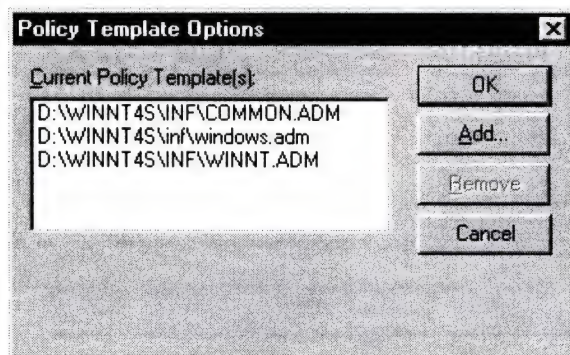 Policy Template Options
Current Policy Template(s):
D:\WINNT4S\INF\COMMON.ADM
D:\WINNT4S\inf\windows.adm
D:\WINNT4S\INF\WINNT.ADM
OK
Add...
Remove
Cancel